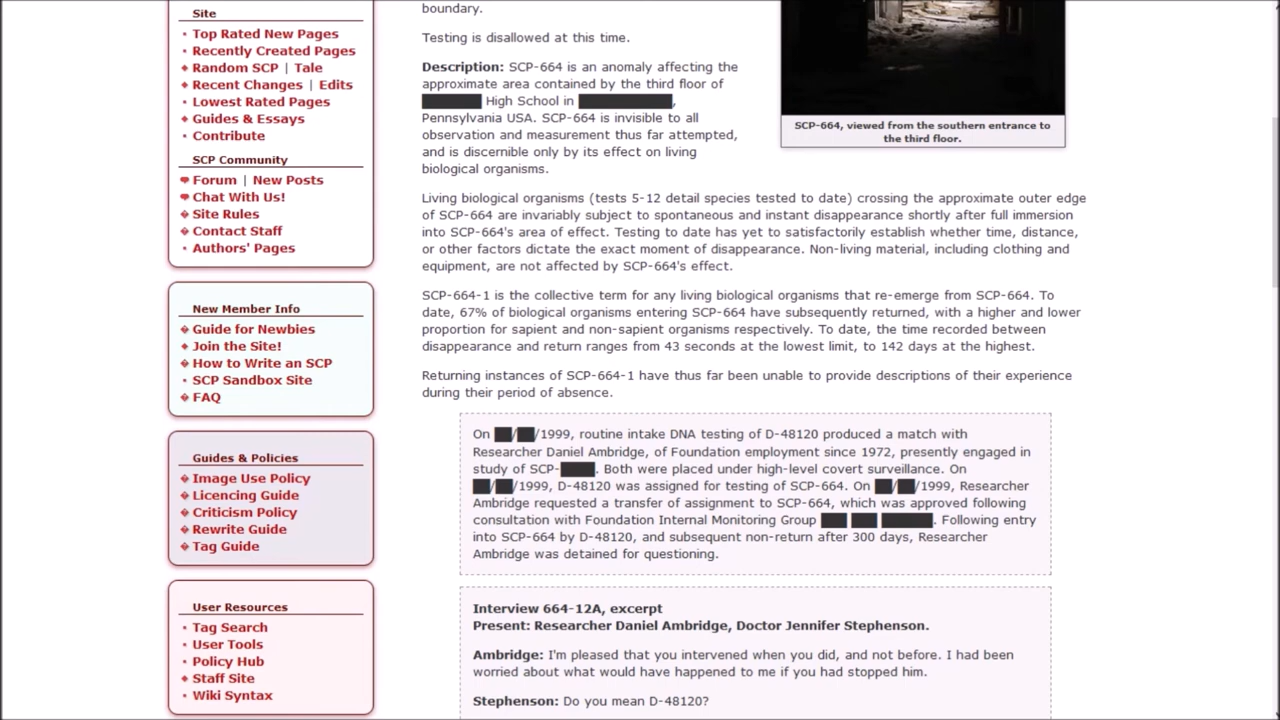 Site
Top Rated New Pages
Recently Created Pages
Random SCP | Tale
Recent Changes | Edits
Lowest Rated Pages
Guides & Essays
Contribute
SCP Community
Forum | New Posts
Chat With Us!
Site Rules
Contact Staff
Authors' Pages
New Member Info
Guide for Newbies
Join the Site!
How to Write an SCP
SCP Sandbox Site
FAQ
Guides & Policies
Image Use Policy
Licencing Guide
Criticism Policy
Rewrite Guide
Tag Guide
User Resources
Tag Search
User Tools
Policy Hub
Staff Site
Wiki Syntax
boundary.
Testing is disallowed at this time.
Description: SCP-664 is an anomaly affecting the
approximate area contained by the third floor of
██████ High School in ██████████,
Pennsylvania USA. SCP-664 is invisible to all
observation and measurement thus far attempted,
and is discernible only by its effect on living
biological organisms.
SCP-664, viewed from the southern entrance to
the third floor.
Living biological organisms (tests 5-12 detail species tested to date) crossing the approximate outer edge
of SCP-664 are invariably subject to spontaneous and instant disappearance shortly after full immersion
into SCP-664's area of effect. Testing to date has yet to satisfactorily establish whether time, distance,
or other factors dictate the exact moment of disappearance. Non-living material, including clothing and
equipment, are not affected by SCP-664's effect.
SCP-664-1 is the collective term for any living biological organisms that re-emerge from SCP-664. To
date, 67% of biological organisms entering SCP-664 have subsequently returned, with a higher and lower
proportion for sapient and non-sapient organisms respectively. To date, the time recorded between
disappearance and return ranges from 43 seconds at the lowest limit, to 142 days at the highest.
Returning instances of SCP-664-1 have thus far been unable to provide descriptions of their experience
during their period of absence.
On ██/██/1999, routine intake DNA testing of D-48120 produced a match with
Researcher Daniel Ambridge, of Foundation employment since 1972, presently engaged in
study of SCP-████. Both were placed under high-level covert surveillance. On
██/██/1999, D-48120 was assigned for testing of SCP-664. On ██/██/1999, Researcher
Ambridge requested a transfer of assignment to SCP-664, which was approved following
consultation with Foundation Internal Monitoring Group ███ ███ ██████. Following entry
into SCP-664 by D-48120, and subsequent non-return after 300 days, Researcher
Ambridge was detained for questioning.
Interview 664-12A, excerpt
Present: Researcher Daniel Ambridge, Doctor Jennifer Stephenson.
Ambridge: I'm pleased that you intervened when you did, and not before. I had been
worried about what would have happened to me if you had stopped him.
Stephenson: Do you mean D-48120?